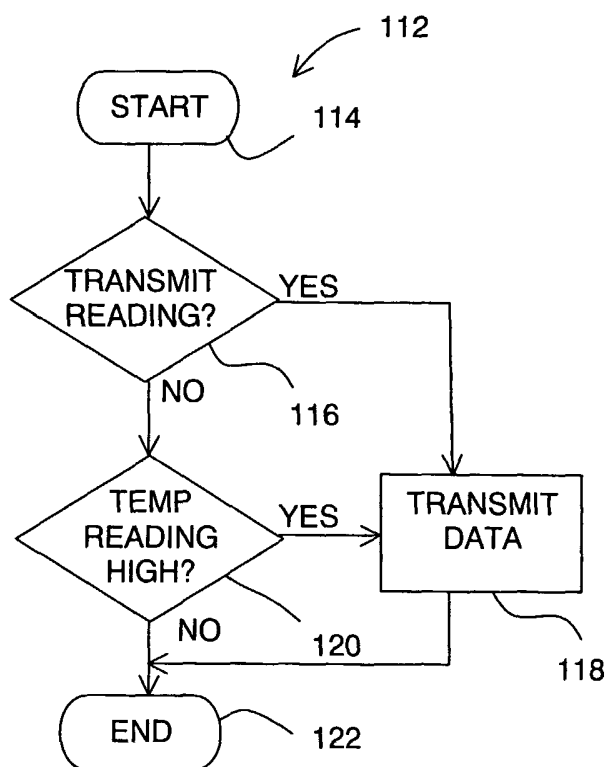 112
START
114
TRANSMIT
READING?
YES
NO
116
TEMP
READING
HIGH?
YES
TRANSMIT
DATA
NO
120
118
END
122